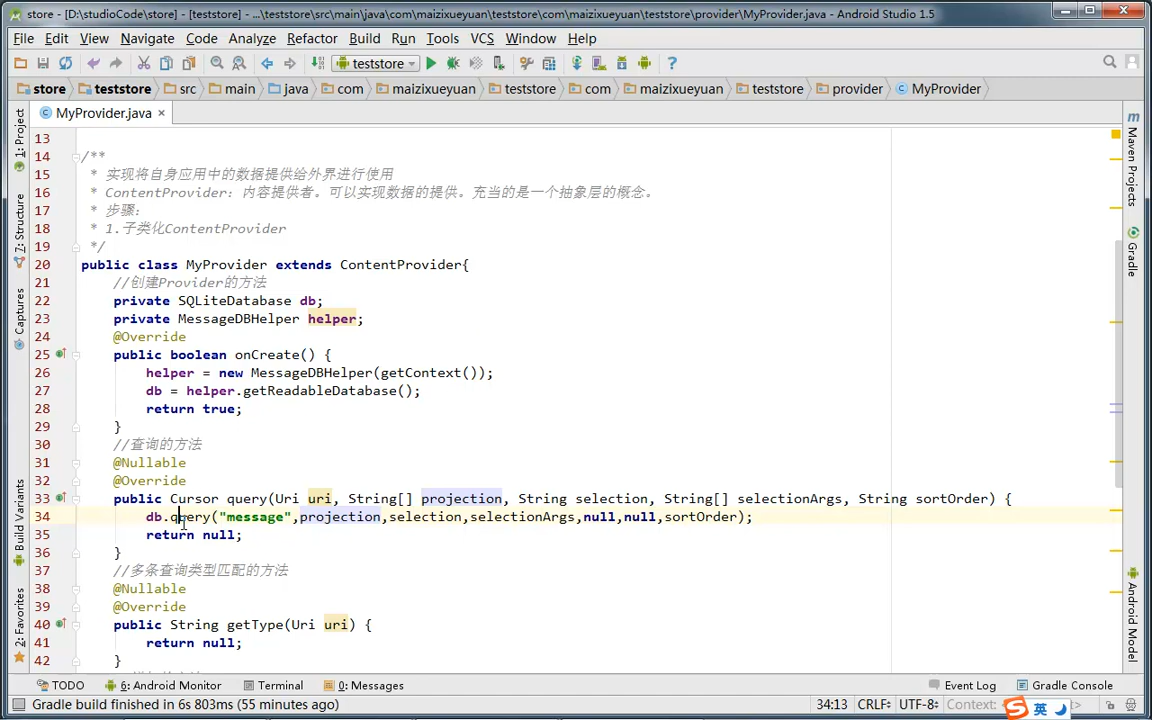 store - [D:\studioCode\store] - [teststore] - ...\teststore\src\main\java\com\maizixueyuan\teststore\com\maizixueyuan\teststore\provider\MyProvider.java - Android Studio 1.5
File Edit View Navigate Code Analyze Refactor Build Run Tools VCS Window Help
teststore
store teststore src main java com maizixueyuan teststore com maizixueyuan teststore provider MyProvider
MyProvider.java
1: Project
7: Structure
Captures
Build Variants
2: Favorites
13
14 /**
15 * 实现将自身应用中的数据提供给外界进行使用
16 * ContentProvider: 内容提供者。可以实现数据的提供。充当的是一个抽象层的概念。
17 * 步骤:
18 * 1.子类化ContentProvider
19 */
20 public class MyProvider extends ContentProvider{
21 //创建Provider的方法
22 private SQLiteDatabase db;
23 private MessageDBHelper helper;
24 @Override
25 public boolean onCreate() {
26 helper = new MessageDBHelper(getContext());
27 db = helper.getReadableDatabase();
28 return true;
29 }
30 //查询的方法
31 @Nullable
32 @Override
33 public Cursor query(Uri uri, String[] projection, String selection, String[] selectionArgs, String sortOrder) {
34 db.query("message",projection,selection,selectionArgs,null,null,sortOrder);
35 return null;
36 }
37 //多条查询类型匹配的方法
38 @Nullable
39 @Override
40 public String getType(Uri uri) {
41 return null;
42 }
m
Maven Projects
Gradle
Android Model
TODO 6: Android Monitor Terminal 0: Messages Event Log Gradle Console
Gradle build finished in 6s 803ms (55 minutes ago) 34:13 CRLF UTF-8 Context:
S 英